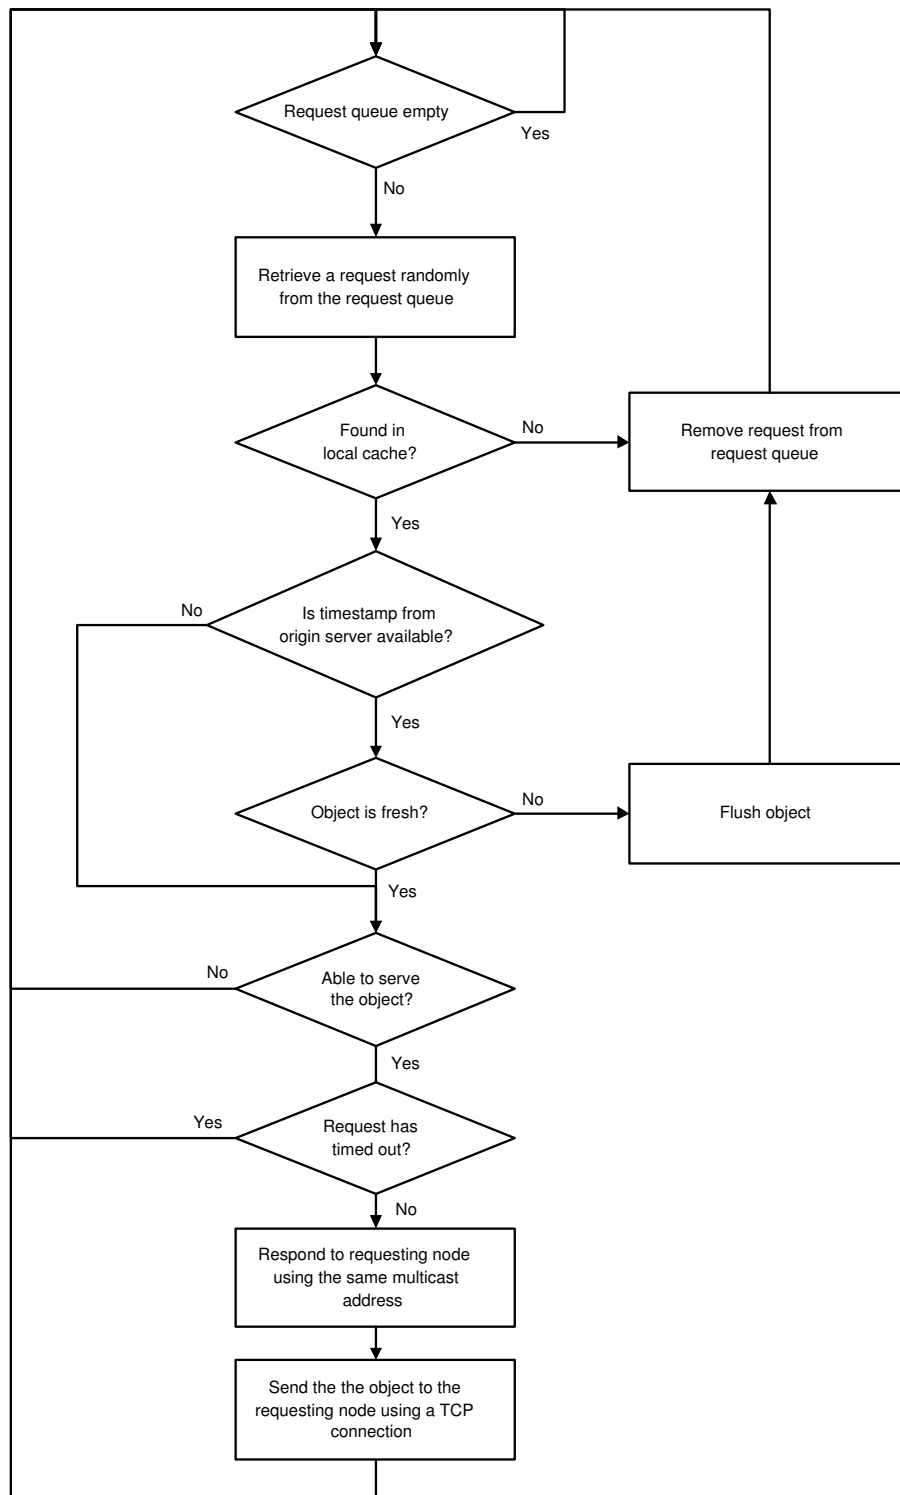 Request queue empty
Yes
No
Retrieve a request randomly
from the request queue
Found in
local cache?
No
Remove request from
request queue
Yes
Is timestamp from
origin server available?
No
Yes
Object is fresh?
No
Flush object
Yes
Able to serve
the object?
No
Yes
Request has
timed out?
Yes
No
Respond to requesting node
using the same multicast
address
Send the the object to the
requesting node using a TCP
connection